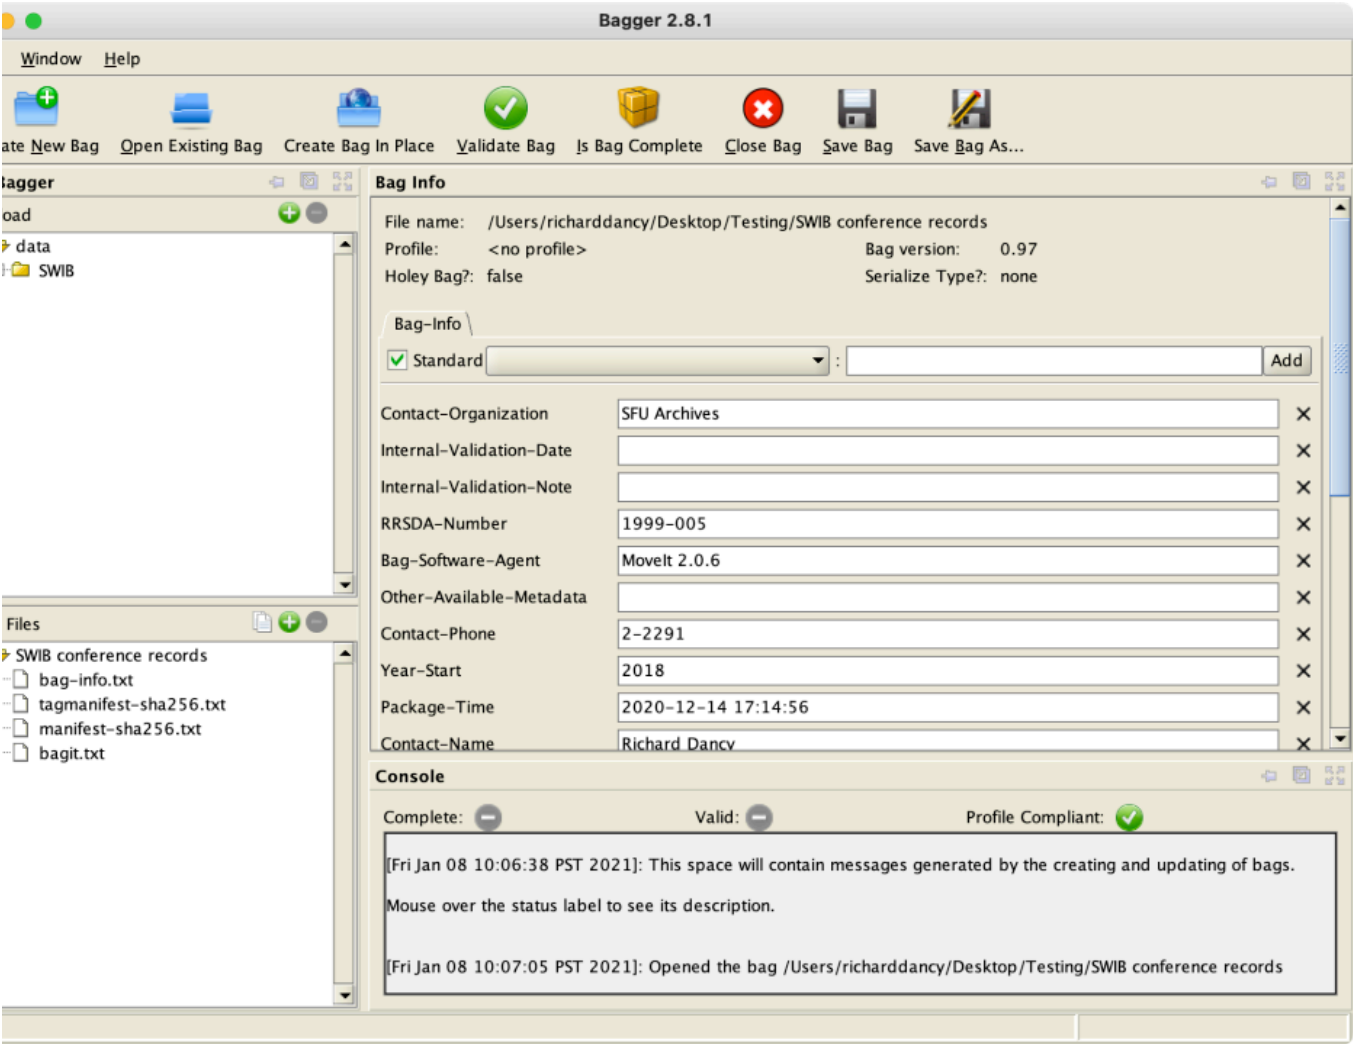 Bagger 2.8.1
Window Help
ate New Bag Open Existing Bag Create Bag In Place Validate Bag Is Bag Complete Close Bag Save Bag Save Bag As...
Bagger
oad
data
SWIB
Files
SWIB conference records
bag-info.txt
tagmanifest-sha256.txt
manifest-sha256.txt
bagit.txt
Bag Info
File name: /Users/richarddancy/Desktop/Testing/SWIB conference records
Profile: <no profile> Bag version: 0.97
Holey Bag?: false Serialize Type?: none
Bag-Info
Standard : Add
Contact-Organization SFU Archives
Internal-Validation-Date
Internal-Validation-Note
RRSDA-Number 1999-005
Bag-Software-Agent MoveIt 2.0.6
Other-Available-Metadata
Contact-Phone 2-2291
Year-Start 2018
Package-Time 2020-12-14 17:14:56
Contact-Name Richard Dancy
Console
Complete: Valid: Profile Compliant:
[Fri Jan 08 10:06:38 PST 2021]: This space will contain messages generated by the creating and updating of bags.
Mouse over the status label to see its description.
[Fri Jan 08 10:07:05 PST 2021]: Opened the bag /Users/richarddancy/Desktop/Testing/SWIB conference records